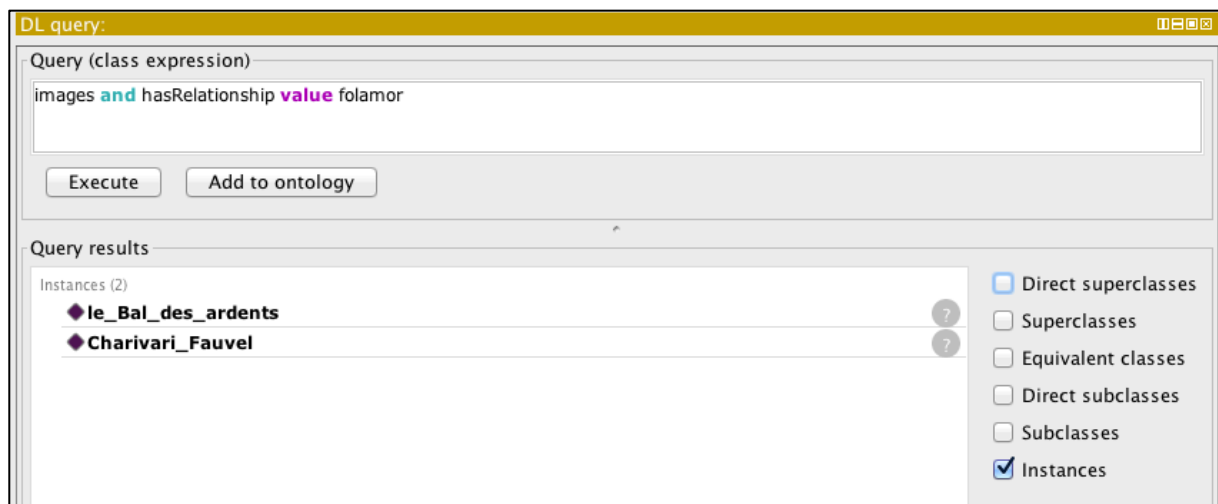 DL query:
Query (class expression)
images and hasRelationship value folamor
Execute
Add to ontology
Query results
Instances (2)
le_Bal_des_ardents
?
Charivari_Fauvel
?
Direct superclasses
Superclasses
Equivalent classes
Direct subclasses
Subclasses
Instances